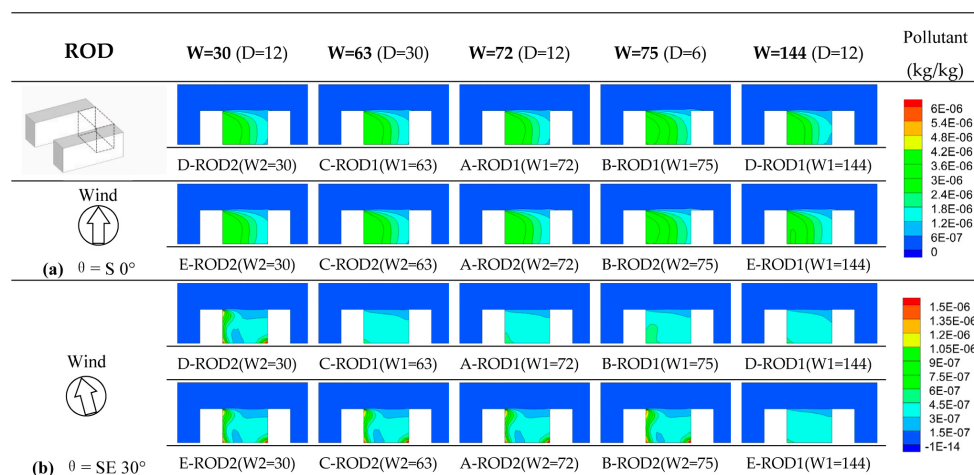 ROD W=30 (D=12) W=63 (D=30) W=72 (D=12) W=75 (D=6) W=144 (D=12) Pollutant
(kg/kg)
D-ROD2(W2=30) C-ROD1(W1=63) A-ROD1(W1=72) B-ROD1(W1=75) D-ROD1(W1=144)
Wind
(a) θ = S 0°
E-ROD2(W2=30) C-ROD2(W2=63) A-ROD2(W2=72) B-ROD2(W2=75) E-ROD1(W1=144)
6E-06
5.4E-06
4.8E-06
4.2E-06
3.6E-06
3E-06
2.4E-06
1.8E-06
1.2E-06
6E-07
0
D-ROD2(W2=30) C-ROD1(W1=63) A-ROD1(W1=72) B-ROD1(W1=75) D-ROD1(W1=144)
Wind
(b) θ = SE 30°
E-ROD2(W2=30) C-ROD2(W2=63) A-ROD2(W2=72) B-ROD2(W2=75) E-ROD1(W1=144)
1.5E-06
1.35E-06
1.2E-06
1.05E-06
9E-07
7.5E-07
6E-07
4.5E-07
3E-07
1.5E-07
-1E-14